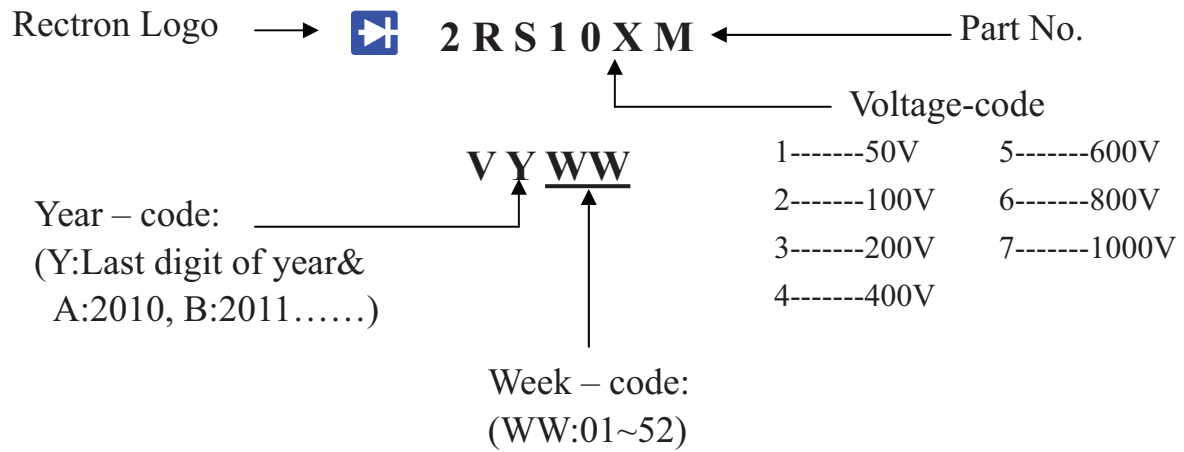 Rectron Logo
2 R S 1 0 X M
Part No.
Voltage-code
1-------50V 5-------600V
2-------100V 6-------800V
3-------200V 7-------1000V
4-------400V
V Y WW
Year – code:
(Y:Last digit of year&
A:2010, B:2011……)
Week – code:
(WW:01~52)